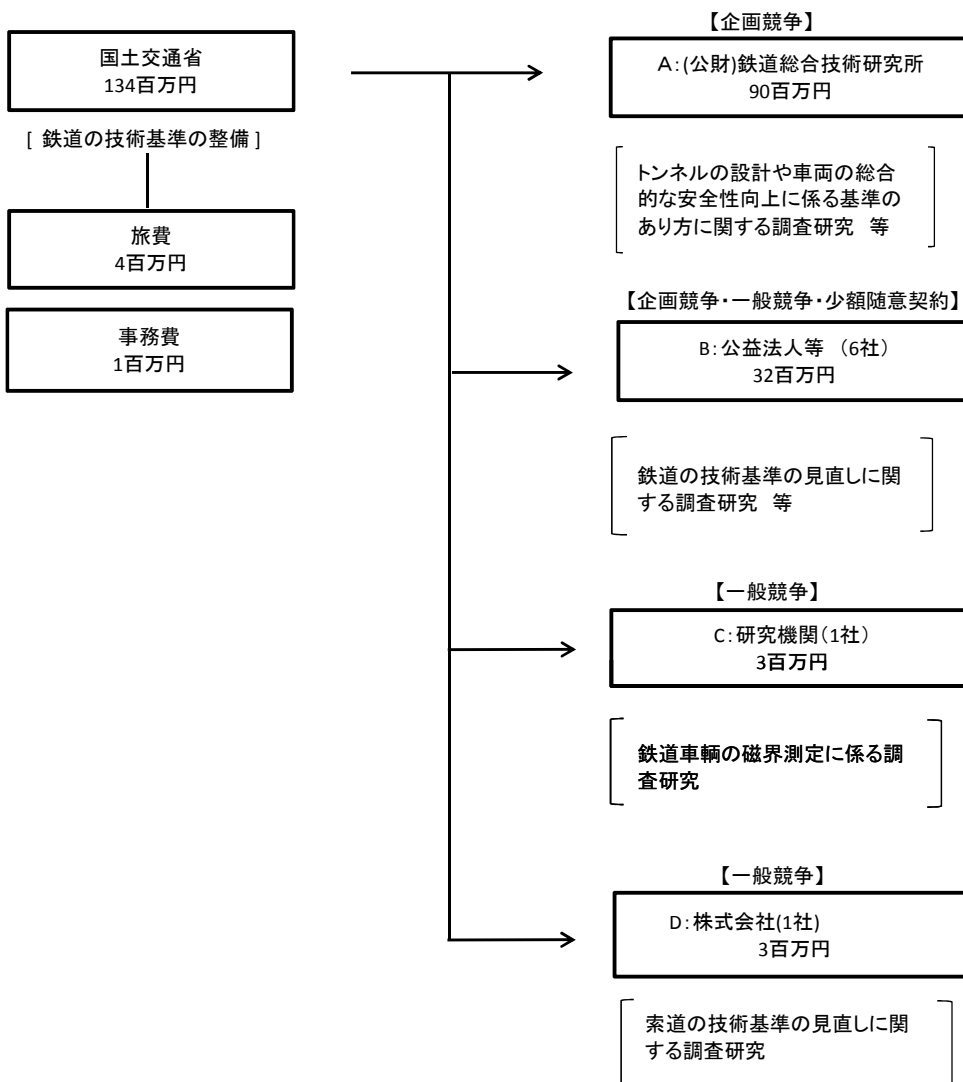 国土交通省
134百万円
[ 鉄道の技術基準の整備 ]
旅費
4百万円
事務費
1百万円
【企画競争】
A:(公財)鉄道総合技術研究所
90百万円
トンネルの設計や車両の総合
的な安全性向上に係る基準の
あり方に関する調査研究 等
【企画競争・一般競争・少額随意契約】
B:公益法人等 (6社)
32百万円
鉄道の技術基準の見直しに関
する調査研究 等
【一般競争】
C:研究機関(1社)
3百万円
鉄道車輌の磁界測定に係る調
査研究
【一般競争】
D:株式会社(1社)
3百万円
索道の技術基準の見直しに関
する調査研究